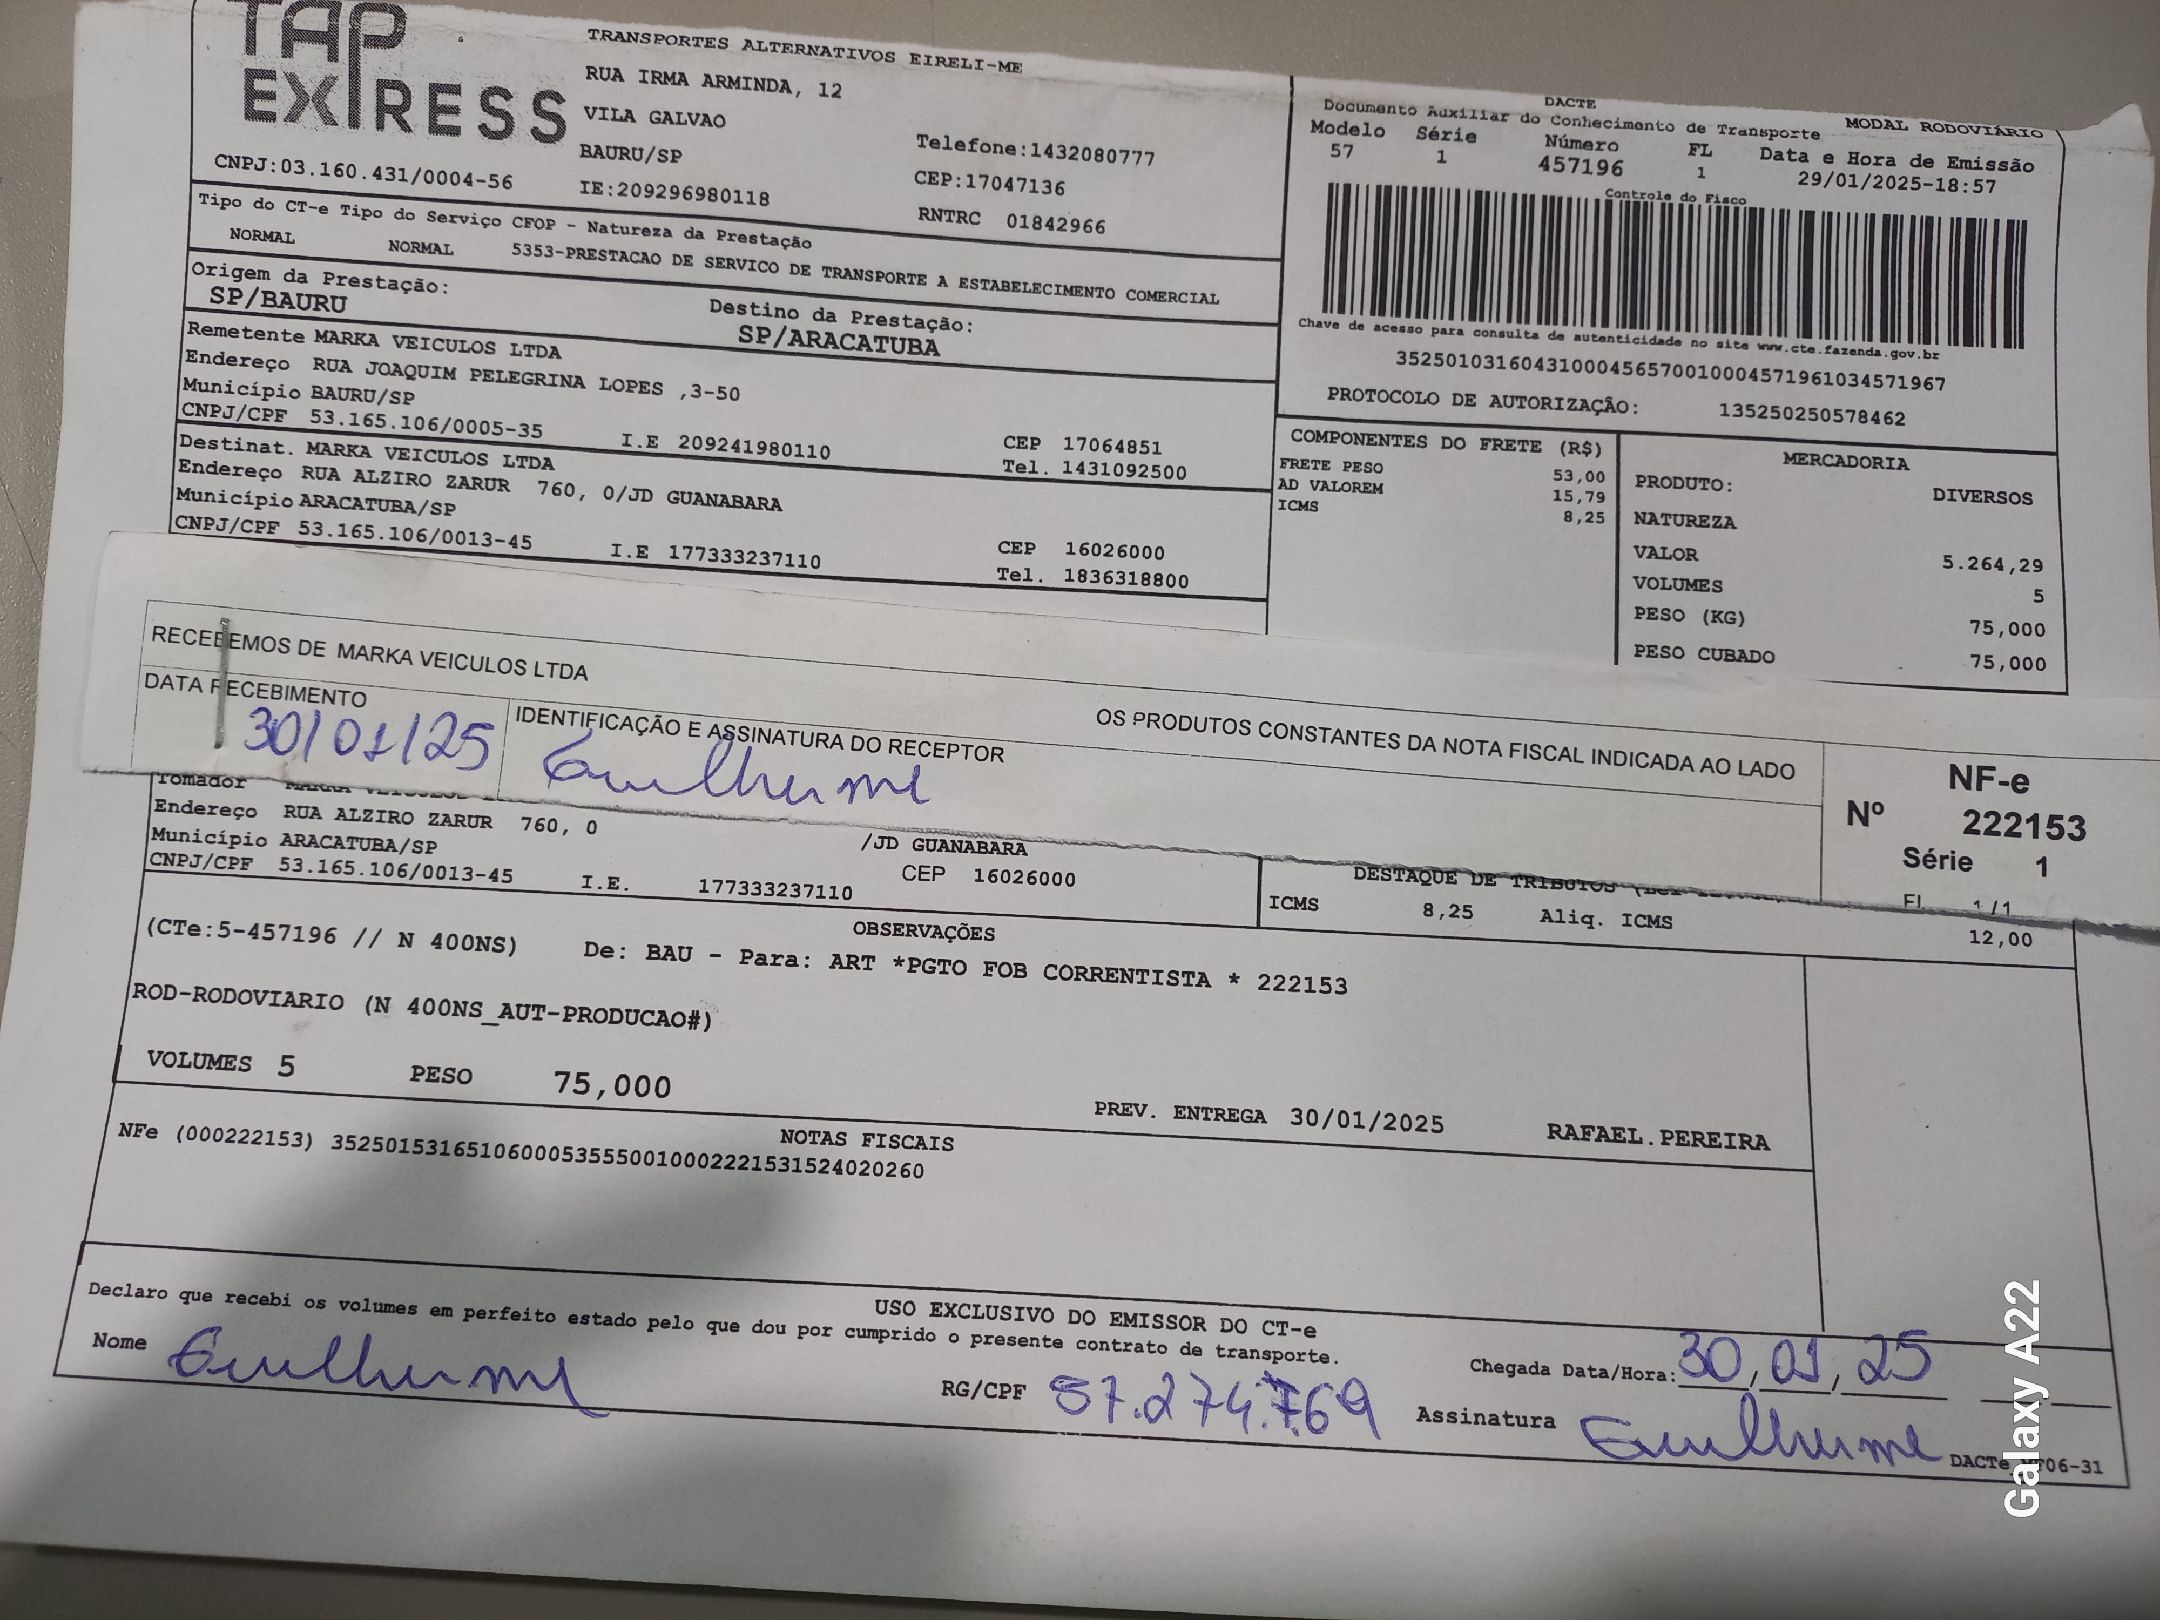 TAP
EXPRESS
TRANSPORTES ALTERNATIVOS EIRELI-ME
RUA IRMA ARMINDA, 12
VILA GALVAO
BAURU/SP
Telefone:1432080777
CNPJ:03.160.431/0004-56
IE:209296980118
CEP:17047136
RNTRC 01842966
DACTE
Documento Auxiliar do Conhecimento de Transporte
MODAL RODOVIÁRIO
Modelo Série Número FL Data e Hora de Emissão
57 1 457196 1 29/01/2025-18:57
Controle do Fisco
Chave de acesso para consulta de autenticidade no site www.cte.fazenda.gov.br
35250103160431000456570010004571961034571967
PROTOCOLO DE AUTORIZAÇÃO: 135250250578462
Tipo do CT-e Tipo do Serviço CFOP - Natureza da Prestação
NORMAL NORMAL 5353-PRESTACAO DE SERVICO DE TRANSPORTE A ESTABELECIMENTO COMERCIAL
Origem da Prestação: Destino da Prestação:
SP/BAURU SP/ARACATUBA
Remetente MARKA VEICULOS LTDA
Endereço RUA JOAQUIM PELEGRINA LOPES ,3-50
Município BAURU/SP CEP 17064851
CNPJ/CPF 53.165.106/0005-35 I.E 209241980110 Tel. 1431092500
Destinat. MARKA VEICULOS LTDA
Endereço RUA ALZIRO ZARUR 760, 0/JD GUANABARA
Município ARACATUBA/SP CEP 16026000
CNPJ/CPF 53.165.106/0013-45 I.E 177333237110 Tel. 1836318800
COMPONENTES DO FRETE (R$)
FRETE PESO 53,00
AD VALOREM 15,79
ICMS 8,25
MERCADORIA
PRODUTO: DIVERSOS
NATUREZA
VALOR 5.264,29
VOLUMES 5
PESO (KG) 75,000
PESO CUBADO 75,000
RECEBEMOS DE MARKA VEICULOS LTDA
OS PRODUTOS CONSTANTES DA NOTA FISCAL INDICADA AO LADO
DATA RECEBIMENTO
30/01/25
IDENTIFICAÇÃO E ASSINATURA DO RECEPTOR
Guilherme
NF-e
Nº 222153
Série 1
FL 1/1
Tomador
Endereço RUA ALZIRO ZARUR 760, 0 /JD GUANABARA
Município ARACATUBA/SP CEP 16026000
CNPJ/CPF 53.165.106/0013-45 I.E. 177333237110
DESTAQUE DE TRIBUTOS
ICMS 8,25 Aliq. ICMS 12,00
OBSERVAÇÕES
(CTe:5-457196 // N 400NS) De: BAU - Para: ART *PGTO FOB CORRENTISTA * 222153
ROD-RODOVIARIO (N 400NS_AUT-PRODUCAO#)
VOLUMES 5 PESO 75,000
PREV. ENTREGA 30/01/2025 RAFAEL.PEREIRA
NOTAS FISCAIS
NFe (000222153) 35250153165106000535550010002221531524020260
USO EXCLUSIVO DO EMISSOR DO CT-e
Declaro que recebi os volumes em perfeito estado pelo que dou por cumprido o presente contrato de transporte.
Chegada Data/Hora: 30, 01, 25
Nome Guilherme
RG/CPF 57.274.769
Assinatura Guilherme
Galaxy A22